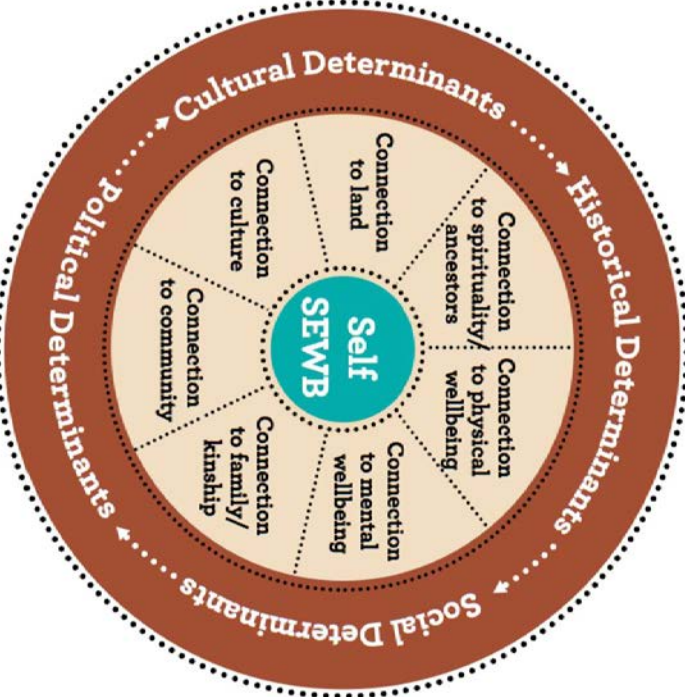 Self
SEWB
Connection
to spirituality/
ancestors
Connection
to physical
wellbeing
Connection
to mental
wellbeing
Connection
to family/
kinship
Connection
to community
Connection
to culture
Connection
to land
Historical Determinants
Social Determinants
Political Determinants
Cultural Determinants